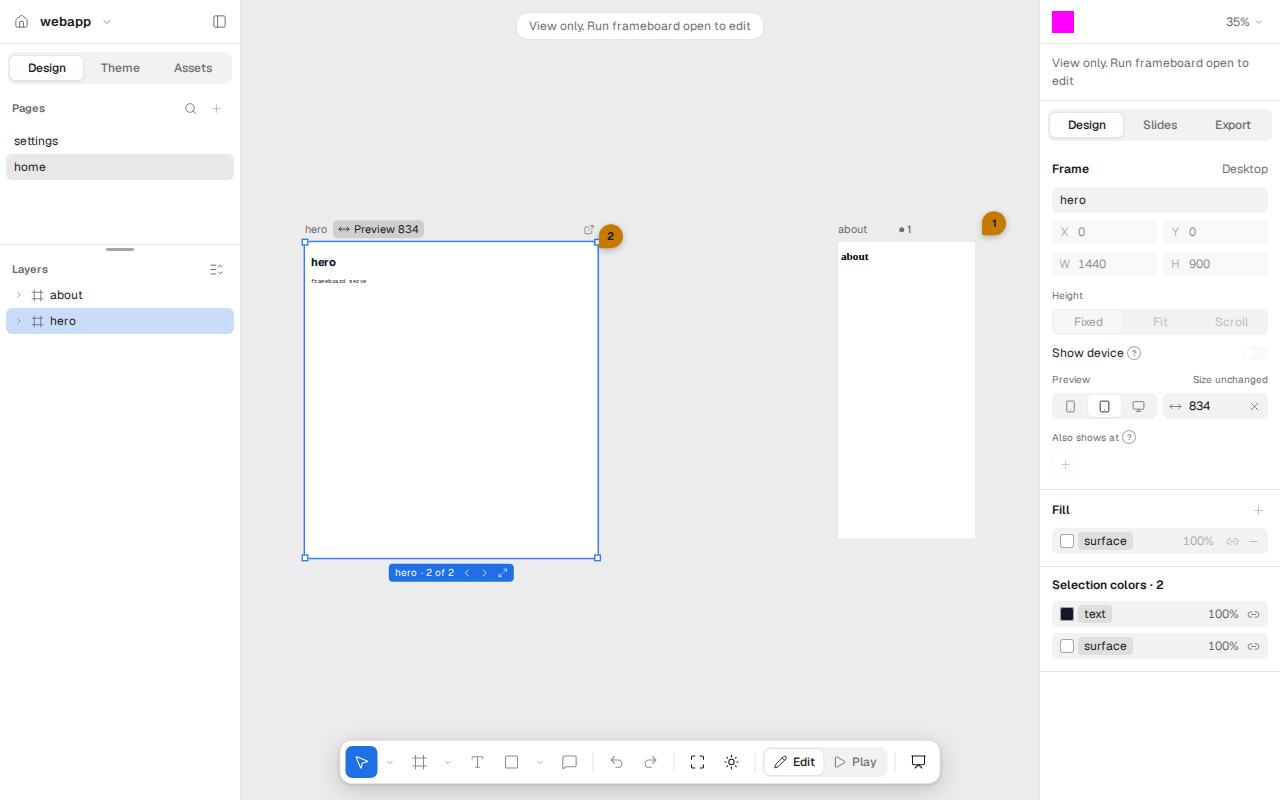 webapp
View only. Run frameboard open to edit
35%
Design
Theme
Assets
View only. Run frameboard open to
edit
Pages
settings
home
Design
Slides
Export
Frame
Desktop
hero
X 0
Y 0
W 1440
H 900
Height
Fixed
Fit
Scroll
Show device ?
Preview
Size unchanged
834
Also shows at ?
Fill
surface
100%
Selection colors · 2
text
100%
surface
100%
Layers
about
hero
hero
Preview 834
2
hero
frameboard serve
hero · 2 of 2
about
1
1
about
Edit
Play